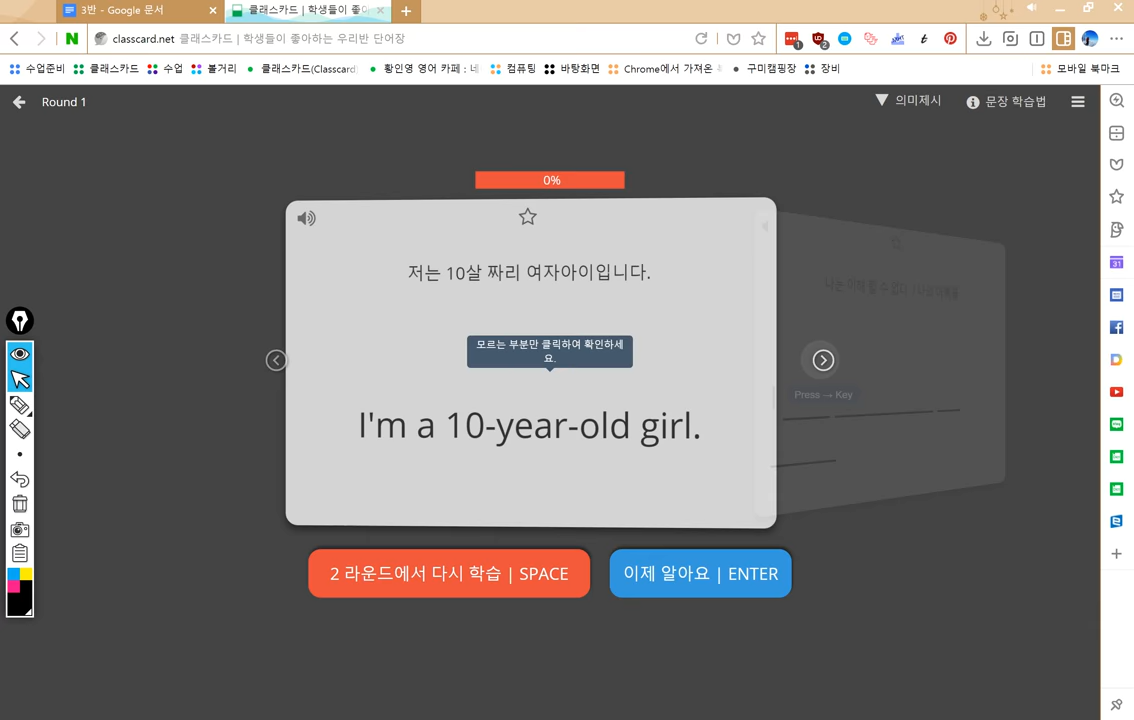 3반 - Google 문서
클래스카드 | 학생들이 좋아
classcard.net 클래스카드 | 학생들이 좋아하는 우리반 단어장
수업준비 클래스카드 수업 볼거리 클래스카드(Classcard 황인영 영어 카페 ; 네 컴퓨팅 바탕화면 Chrome에서 가져온 구미캠핑장 장비 모바일 북마크
Round 1
의미제시 문장 학습법
0%
저는 10살 짜리 여자아이입니다.
모르는 부분만 클릭하여 확인하세
요.
Press → Key
I'm a 10-year-old girl.
2 라운드에서 다시 학습 | SPACE
이제 알아요 | ENTER